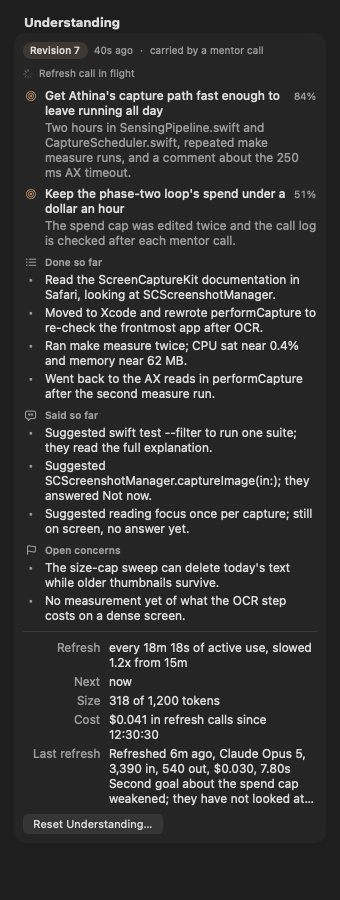 Understanding
Revision 7 40s ago · carried by a mentor call
Refresh call in flight
Get Athina's capture path fast enough to 84%
leave running all day
Two hours in SensingPipeline.swift and
CaptureScheduler.swift, repeated make
measure runs, and a comment about the 250
ms AX timeout.
Keep the phase-two loop's spend under a 51%
dollar an hour
The spend cap was edited twice and the call log
is checked after each mentor call.
Done so far
• Read the ScreenCaptureKit documentation in
Safari, looking at SCScreenshotManager.
• Moved to Xcode and rewrote performCapture to
re-check the frontmost app after OCR.
• Ran make measure twice; CPU sat near 0.4%
and memory near 62 MB.
• Went back to the AX reads in performCapture
after the second measure run.
Said so far
• Suggested swift test --filter to run one suite;
they read the full explanation.
• Suggested
SCScreenshotManager.captureImage(in:); they
answered Not now.
• Suggested reading focus once per capture; still
on screen, no answer yet.
Open concerns
• The size-cap sweep can delete today's text
while older thumbnails survive.
• No measurement yet of what the OCR step
costs on a dense screen.
Refresh every 18m 18s of active use, slowed
1.2x from 15m
Next now
Size 318 of 1,200 tokens
Cost $0.041 in refresh calls since
12:30:30
Last refresh Refreshed 6m ago, Claude Opus 5,
3,390 in, 540 out, $0.030, 7.80s
Second goal about the spend cap
weakened; they have not looked at...
Reset Understanding...